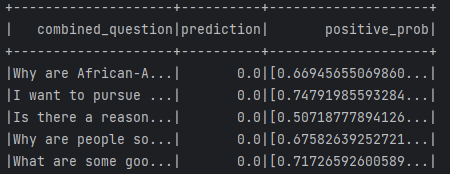 +--------------------+----------+--------------------+
|   combined_question|prediction|       positive_prob|
+--------------------+----------+--------------------+
|Why are African-A...|       0.0|[0.66945655069860...|
|I want to pursue ...|       0.0|[0.74791985593284...|
|Is there a reason...|       0.0|[0.50718777894126...|
|Why are people so...|       0.0|[0.67582639252721...|
|What are some goo...|       0.0|[0.71726592600589...|